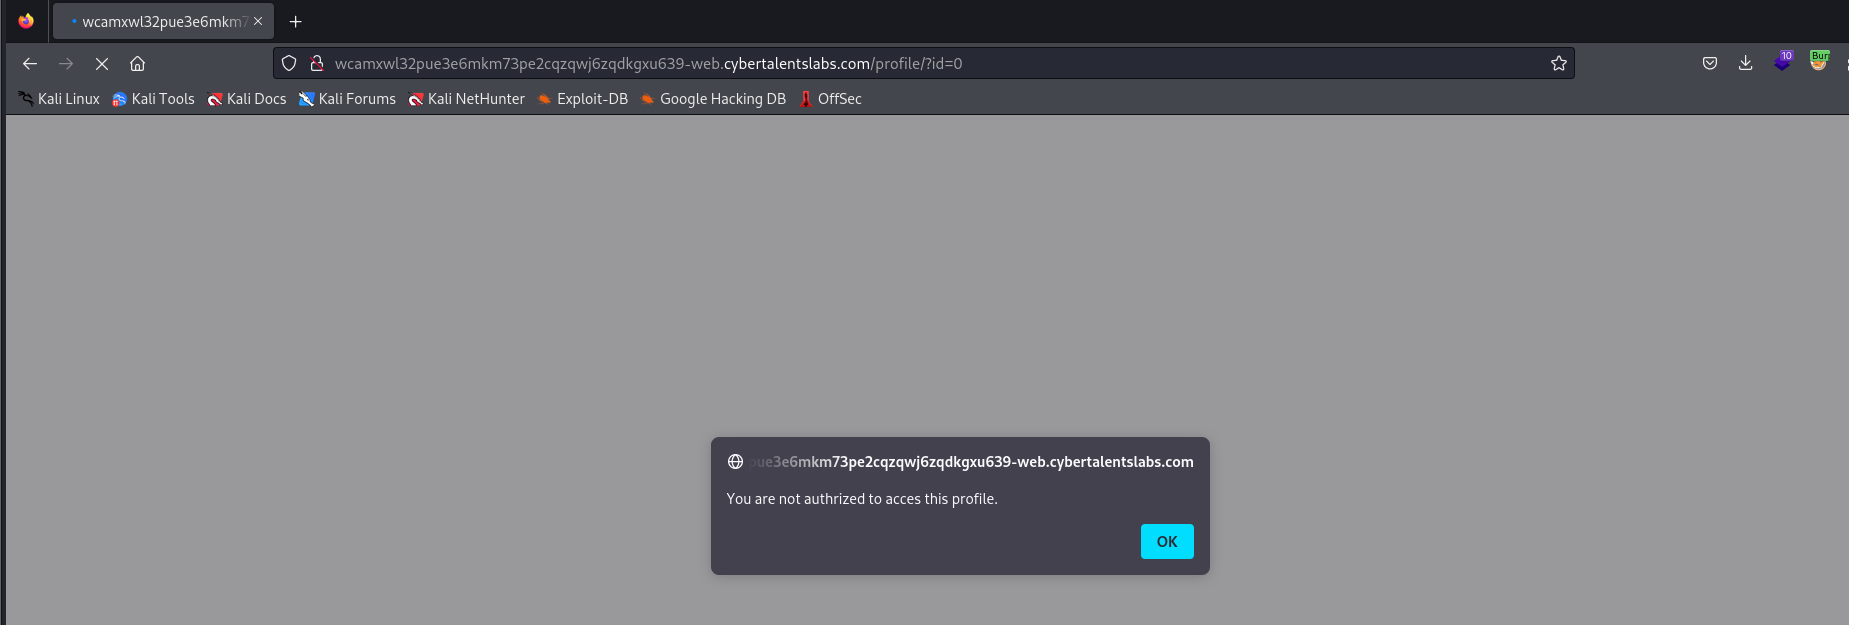 wcamxwl32pue3e6mkm7
wcamxwl32pue3e6mkm73pe2cqzqwj6zqdkgxu639-web.cybertalentslabs.com/profile/?id=0
10
Bur
Kali Linux Kali Tools Kali Docs Kali Forums Kali NetHunter Exploit-DB Google Hacking DB OffSec
pue3e6mkm73pe2cqzqwj6zqdkgxu639-web.cybertalentslabs.com
You are not authrized to acces this profile.
OK